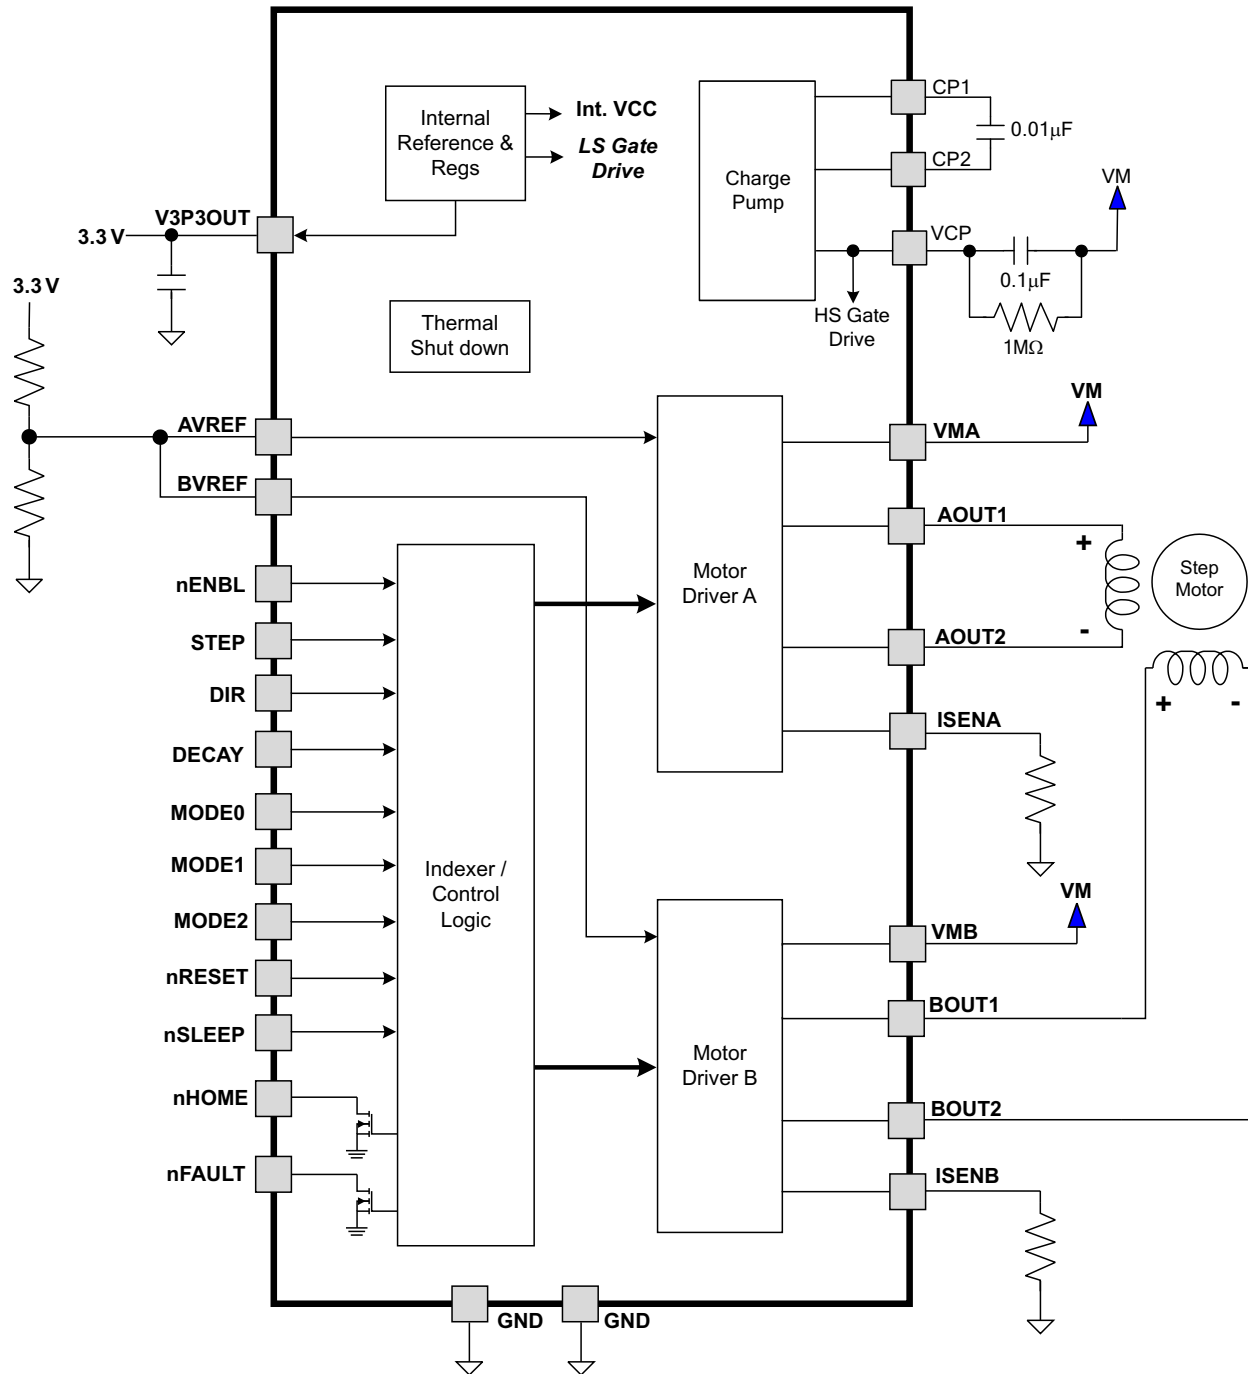 Internal
Reference &
Regs
Int. VCC
LS Gate
Drive
Charge
Pump
CP1
0.01μF
CP2
VM
VCP
0.1μF
1MΩ
HS Gate
Drive
V3P3OUT
3.3 V
3.3 V
Thermal
Shut down
AVREF
BVREF
nENBL
STEP
DIR
DECAY
MODE0
MODE1
MODE2
nRESET
nSLEEP
nHOME
nFAULT
Indexer /
Control
Logic
Motor
Driver A
VM
VMA
AOUT1
+
-
Step
Motor
AOUT2
+ -
ISENA
Motor
Driver B
VM
VMB
BOUT1
BOUT2
ISENB
GND
GND